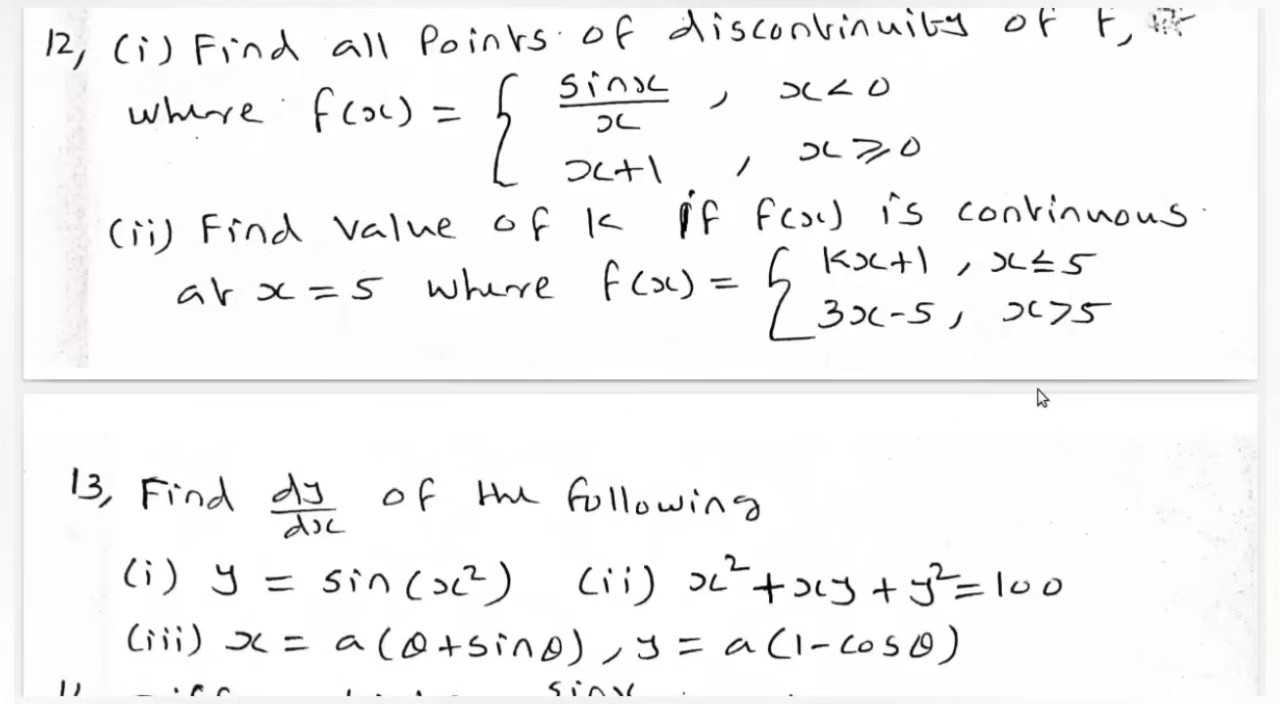 12, (i) Find all Points of discontinuity of f,
where f(x) = { sinx/x , x<0
x+1 , x⩾0
(ii) Find value of k if f(x) is continuous
at x=5 where f(x) = { kx+1 , x≤5
3x-5, x>5
13, Find dy/dx of the following
(i) y = sin(x²) (ii) x²+xy+y²=100
(iii) x = a(θ+sinθ), y = a(1-cosθ)
sinx